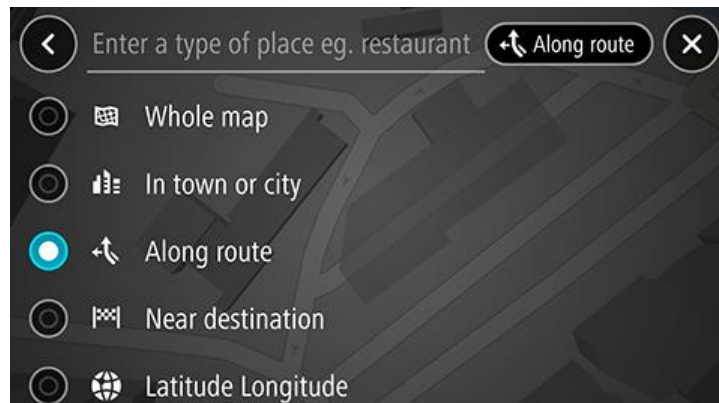 Enter a type of place eg. restaurant Along route
Whole map
In town or city
Along route
Near destination
Latitude Longitude